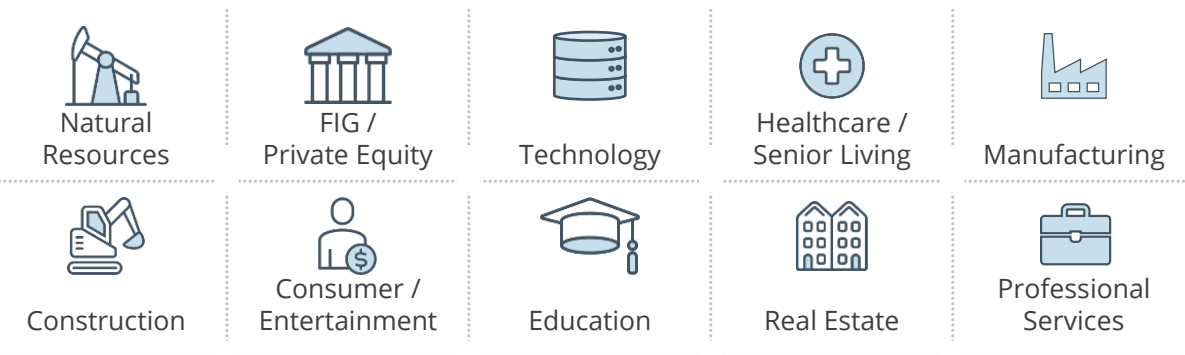 Natural
Resources
FIG /
Private Equity
Technology
Healthcare /
Senior Living
Manufacturing
Construction
$
Consumer /
Entertainment
Education
Real Estate
Professional
Services